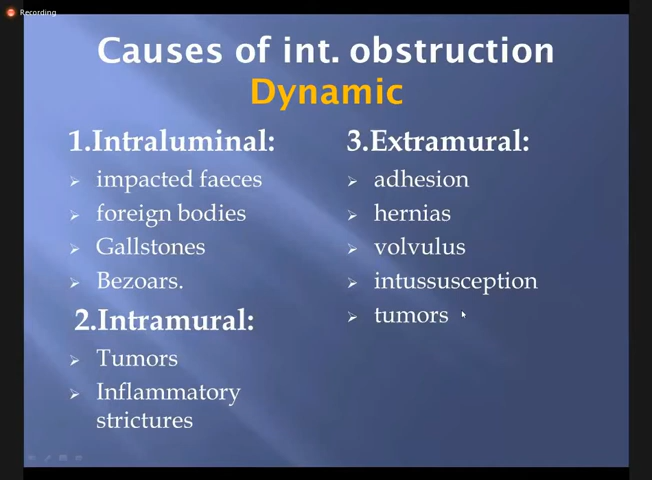 Recording
Causes of int. obstruction
Dynamic
1.Intraluminal:
impacted faeces
foreign bodies
Gallstones
Bezoars.
2.Intramural:
Tumors
Inflammatory
strictures
3.Extramural:
adhesion
hernias
volvulus
intussusception
tumors